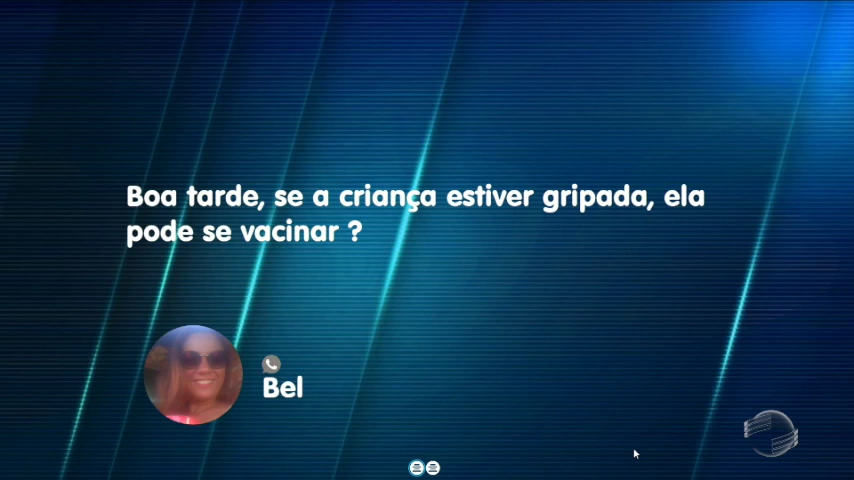 Boa tarde, se a criança estiver gripada, ela
pode se vacinar ?
Bel